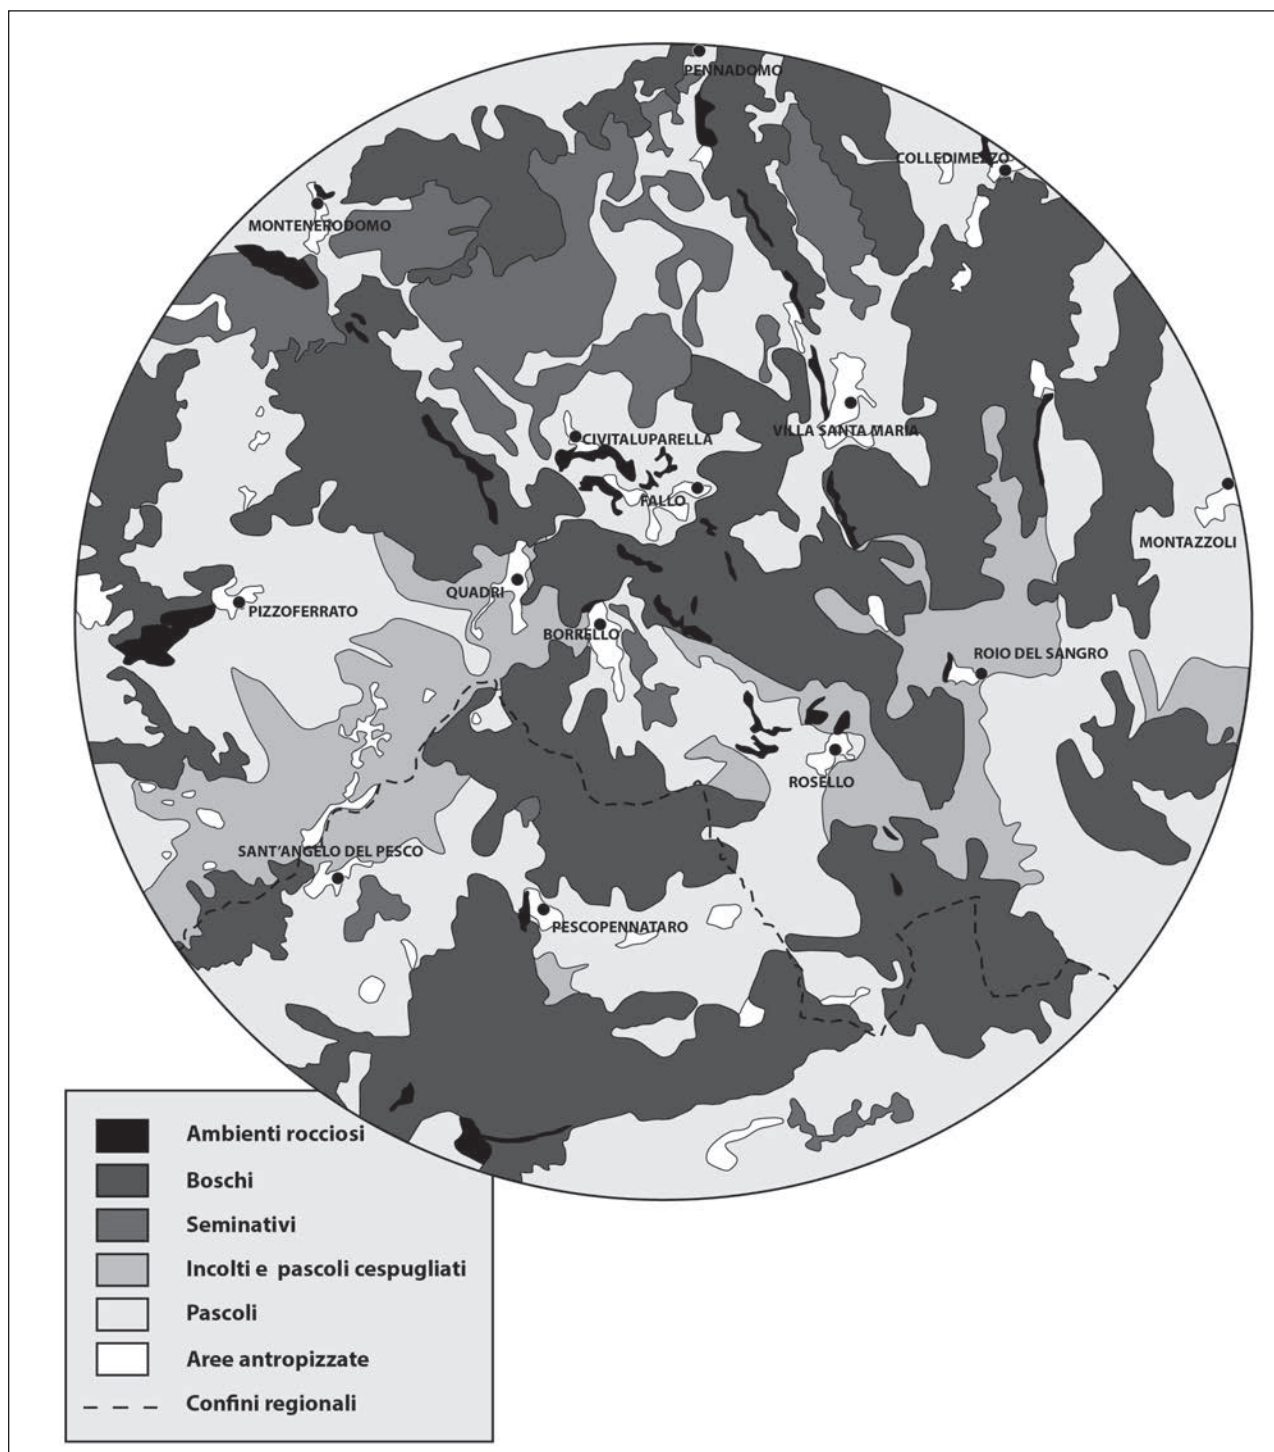 PENNADOMO
COLLEDIMEZZO
MONTENERODOMO
VILLA SANTA MARIA
CIVITALUPARELLA
FALLO
MONTAZZOLI
QUADRI
PIZZOFERRATO
BORRELLO
ROIO DEL SANGRO
ROSELLO
SANT'ANGELO DEL PESCO
PESCOPENNATARO
Ambienti rocciosi
Boschi
Seminativi
Incolti e pascoli cespugliati
Pascoli
Aree antropizzate
Confini regionali